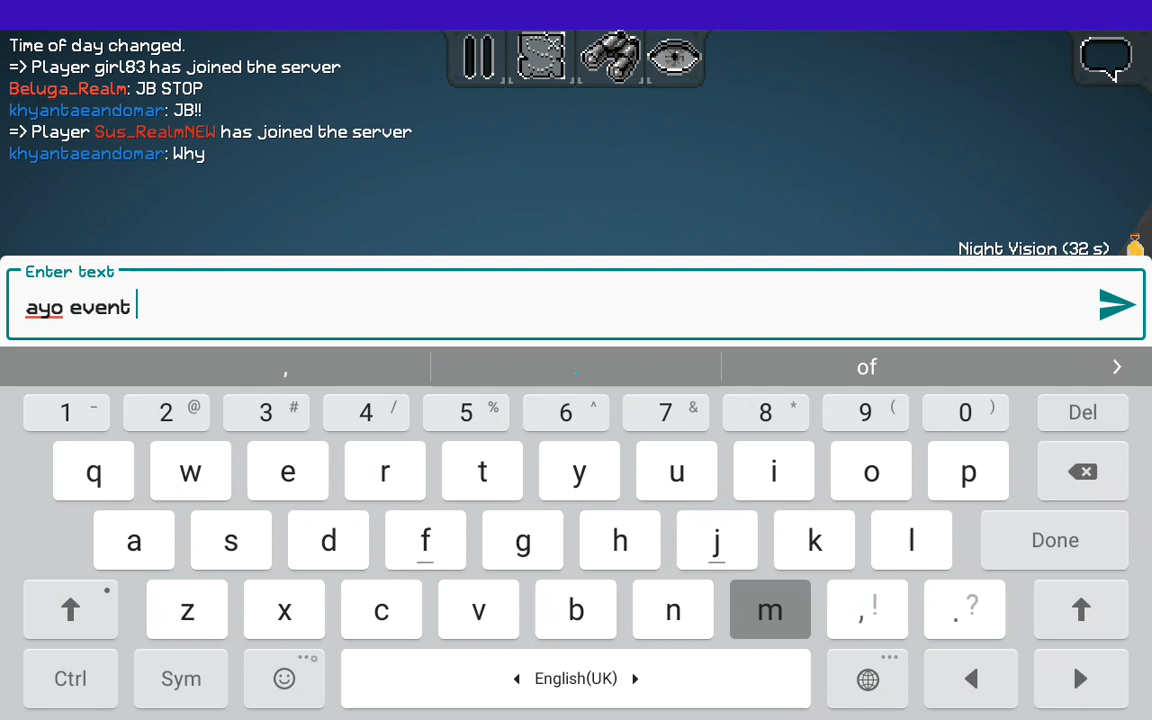 Time of day changed.
=> Player girl83 has joined the server
Beluga_Realm: JB STOP
khyantaeandomar: JB!!
=> Player Sus_RealmNEW has joined the server
khyantaeandomar: Why
Night Vision (32 s)
Enter text
ayo event
, . of >
1 - 2 @ 3 # 4 / 5 % 6 ^ 7 & 8 * 9 ( 0 ) Del
q w e r t y u i o p
a s d f g h j k l Done
z x c v b n m , ! . ?
Ctrl Sym English(UK)